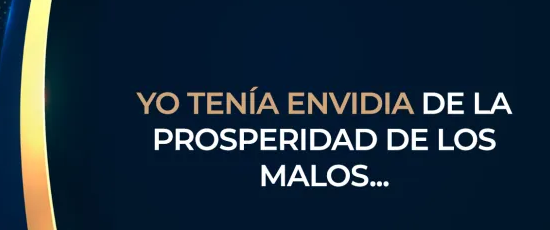 YO TENÍA ENVIDIA DE LA
PROSPERIDAD DE LOS
MALOS...